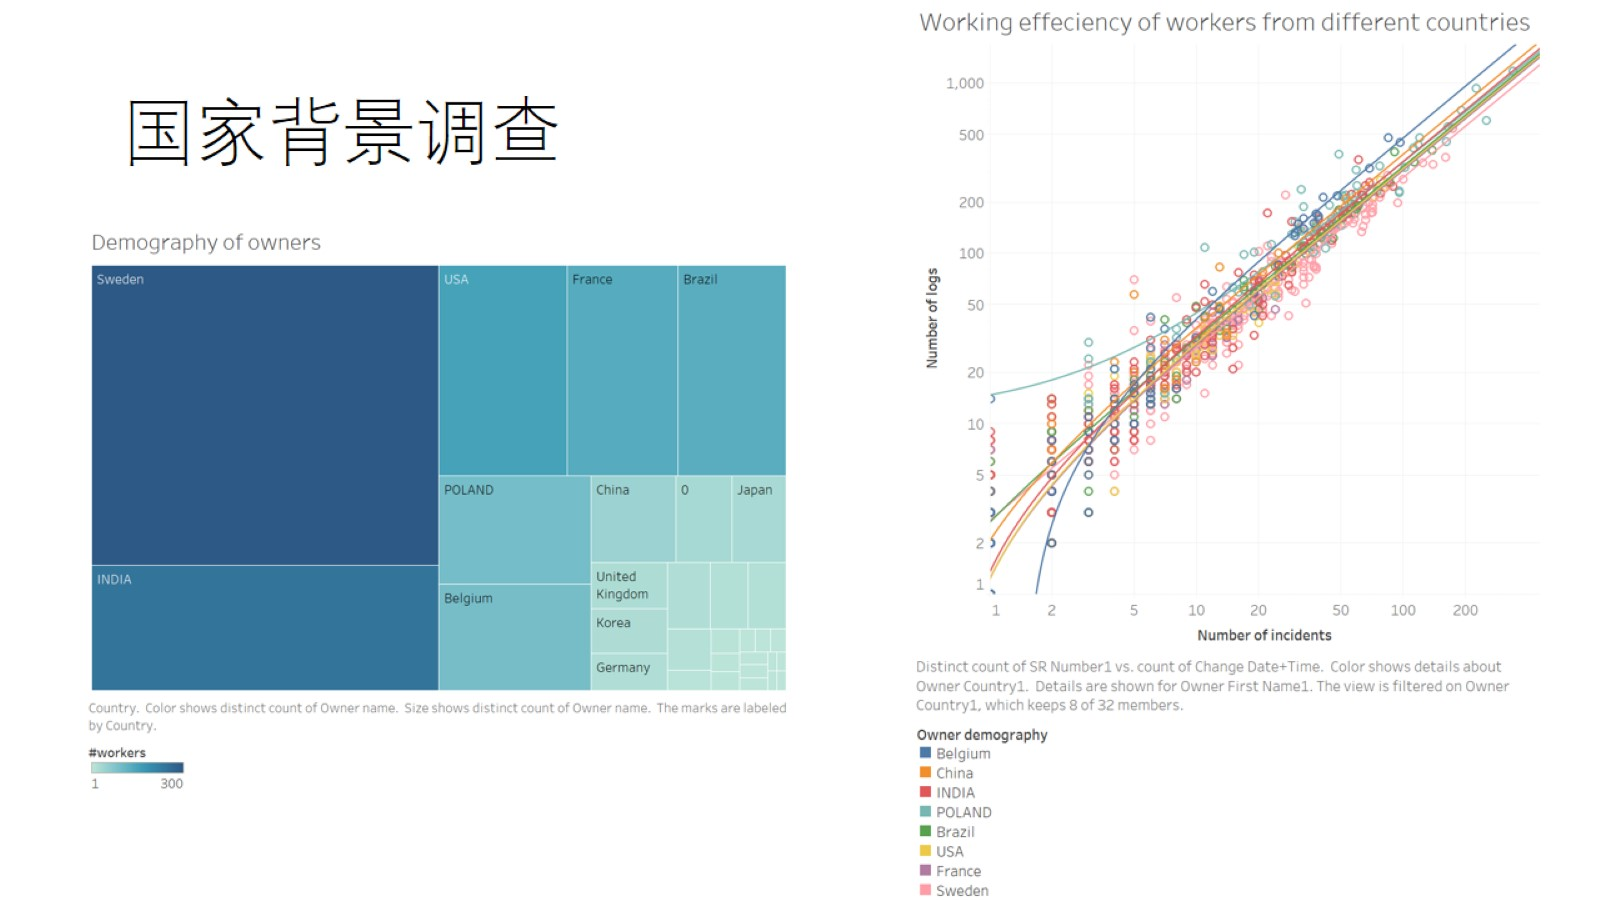 国家背景调查
Demography of owners
Sweden
USA
France
Brazil
POLAND
China
0
Japan
INDIA
Belgium
United
Kingdom
Korea
Germany
Country. Color shows distinct count of Owner name. Size shows distinct count of Owner name. The marks are labeled
by Country.
#workers
1 300
Working effeciency of workers from different countries
Number of logs
1,000
500
200
100
50
20
10
5
2
1
1 2 5 10 20 50 100 200
Number of incidents
Distinct count of SR Number1 vs. count of Change Date+Time. Color shows details about
Owner Country1. Details are shown for Owner First Name1. The view is filtered on Owner
Country1, which keeps 8 of 32 members.
Owner demography
Belgium
China
INDIA
POLAND
Brazil
USA
France
Sweden